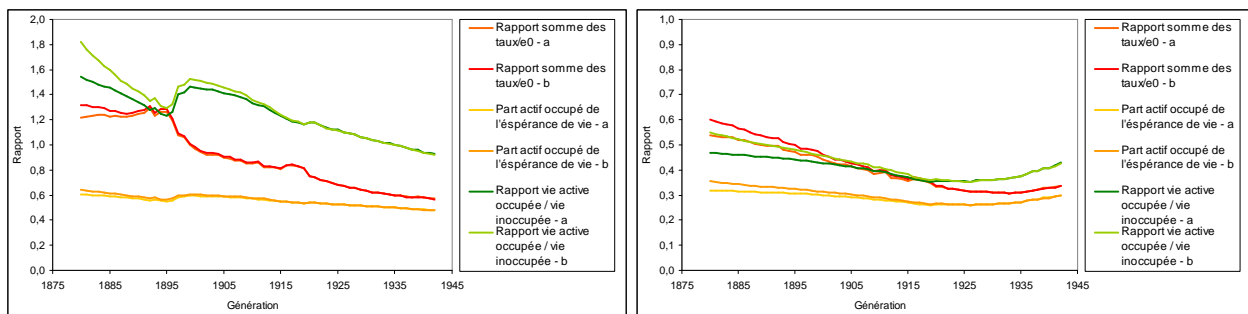 2,0
1,8
1,6
1,4
1,2
1,0
0,8
0,6
0,4
0,2
0,0
Rapport
1875 1885 1895 1905 1915 1925 1935 1945
Génération
Rapport somme des
taux/e0 - a
Rapport somme des
taux/e0 - b
Part actif occupé de
l'éspérance de vie - a
Part actif occupé de
l'éspérance de vie - b
Rapport vie active
occupée / vie
inoccupée - a
Rapport vie active
occupée / vie
inoccupée - b
1,0
0,9
0,8
0,7
0,6
0,5
0,4
0,3
0,2
0,1
0,0
Rapport
1875 1885 1895 1905 1915 1925 1935 1945
Génération
Rapport somme des
taux/e0 - a
Rapport somme des
taux/e0 - b
Part actif occupé de
l'éspérance de vie - a
Part actif occupé de
l'éspérance de vie - b
Rapport vie active
occupée / vie
inoccupée - a
Rapport vie active
occupée / vie
inoccupée - b